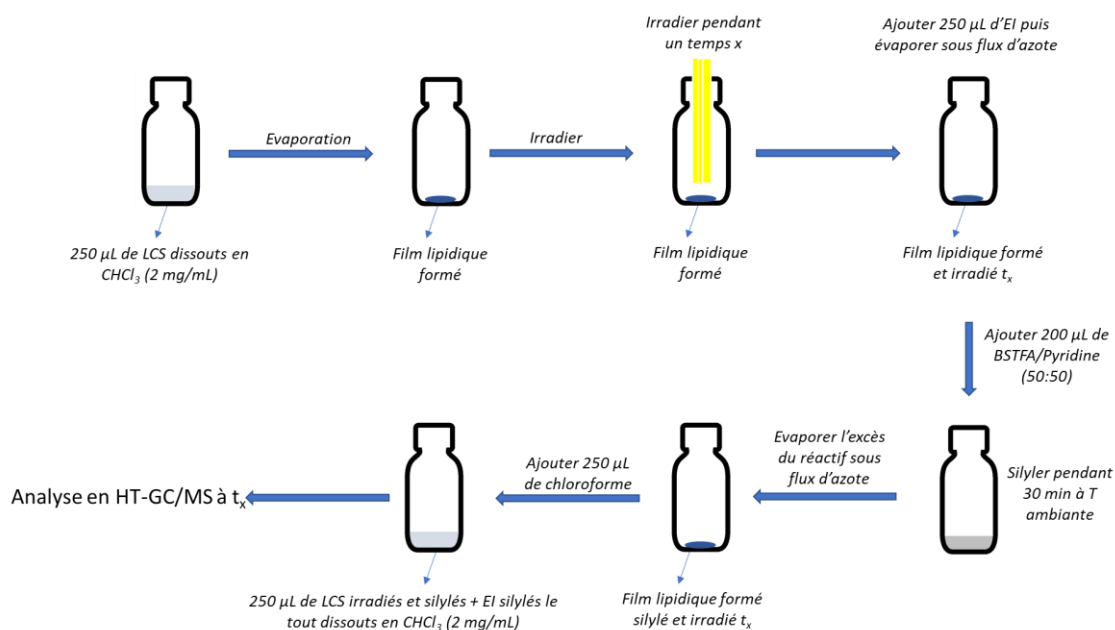 Irradier pendant
un temps x
Ajouter 250 µL d'EI puis
évaporer sous flux d'azote
Evaporation
Irradier
250 µL de LCS dissouts en
CHCl₃ (2 mg/mL)
Film lipidique
formé
Film lipidique
formé
Film lipidique formé
et irradié tₓ
Ajouter 200 µL de
BSTFA/Pyridine
(50:50)
Silyler pendant
30 min à T
ambiante
Evaporer l'excès
du réactif sous
flux d'azote
Ajouter 250 µL
de chloroforme
Analyse en HT-GC/MS à tₓ
Film lipidique formé
silylé et irradié tₓ
250 µL de LCS irradiés et silylés + EI silylés le
tout dissouts en CHCl₃ (2 mg/mL)